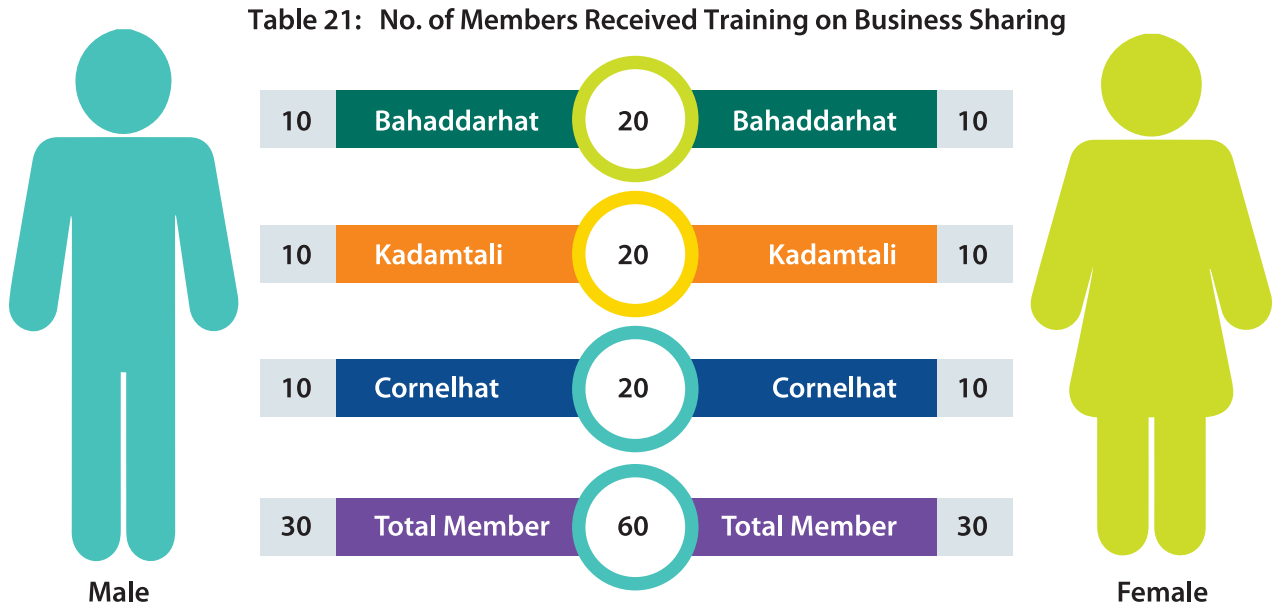 Table 21: No. of Members Received Training on Business Sharing
10 Bahaddarhat 20 Bahaddarhat 10
10 Kadamtali 20 Kadamtali 10
10 Cornelhat 20 Cornelhat 10
30 Total Member 60 Total Member 30
Male Female